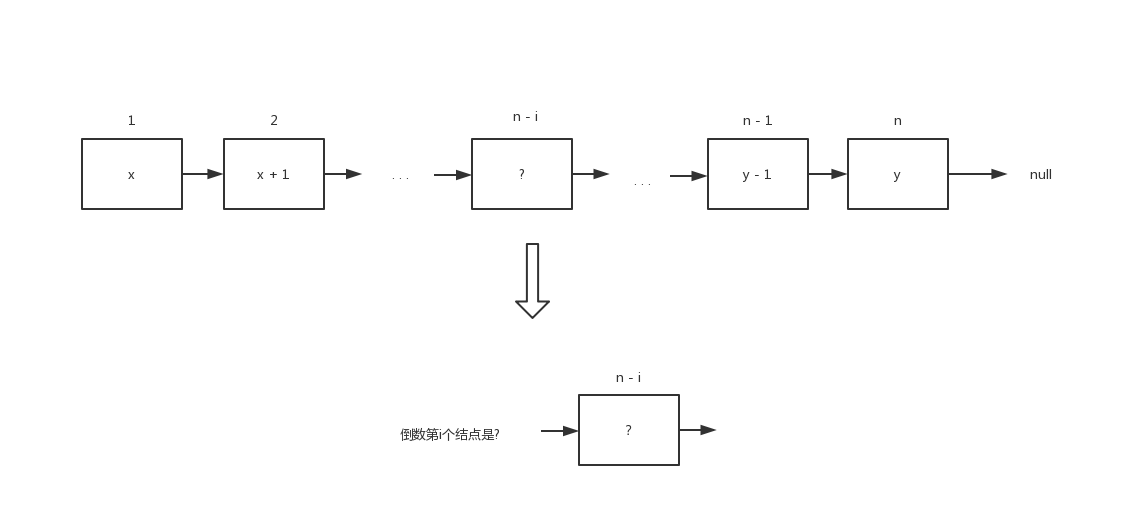 1 2 n - i n - 1 n
x x + 1 . . . ? . . . y - 1 y null
n - i
倒数第i个结点是? ?